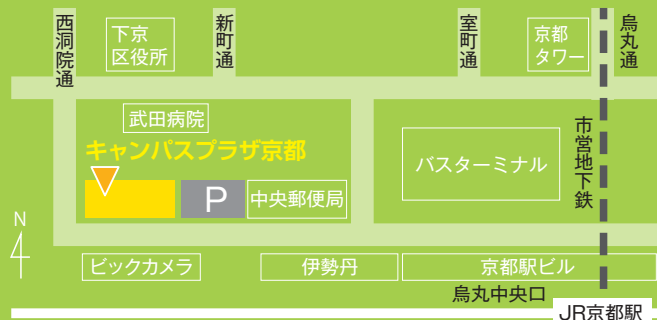 西洞院通
下京
区役所
新町通
室町通
京都
タワー
烏丸通
武田病院
キャンパスプラザ京都
P
中央郵便局
バスターミナル
市営地下鉄
N
ビックカメラ
伊勢丹
京都駅ビル
烏丸中央口
JR京都駅